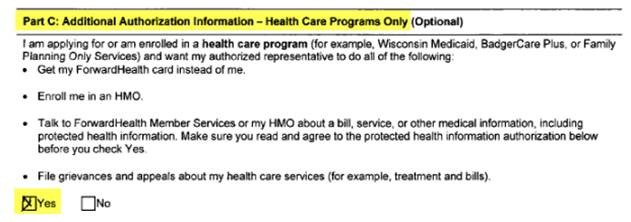 Part C: Additional Authorization Information – Health Care Programs Only (Optional)
I am applying for or am enrolled in a health care program (for example, Wisconsin Medicaid, BadgerCare Plus, or Family
Planning Only Services) and want my authorized representative to do all of the following:
• Get my ForwardHealth card instead of me.
• Enroll me in an HMO.
• Talk to ForwardHealth Member Services or my HMO about a bill, service, or other medical information, including
protected health information. Make sure you read and agree to the protected health information authorization below
before you check Yes.
• File grievances and appeals about my health care services (for example, treatment and bills).
☒Yes ☐No